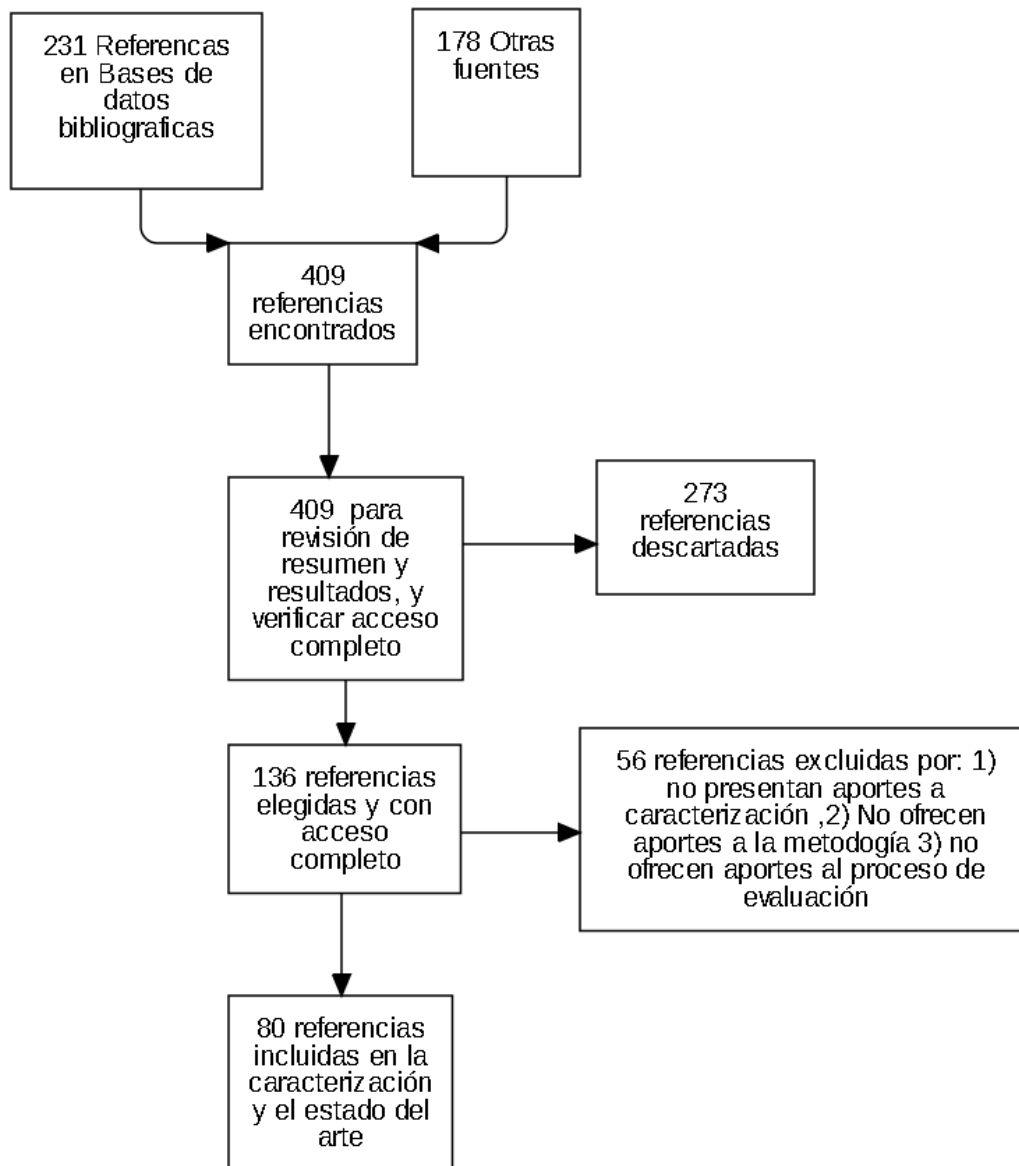 231 Referencas
en Bases de
datos
bibliograficas
178 Otras
fuentes
409
referencias
encontrados
409 para
revisión de
resumen y
resultados, y
verificar acceso
completo
273
referencias
descartadas
136 referencias
elegidas y con
acceso
completo
56 referencias excluidas por: 1)
no presentan aportes a
caracterización ,2) No ofrecen
aportes a la metodogía 3) no
ofrecen aportes al proceso de
evaluación
80 referencias
incluidas en la
caracterización
y el estado del
arte